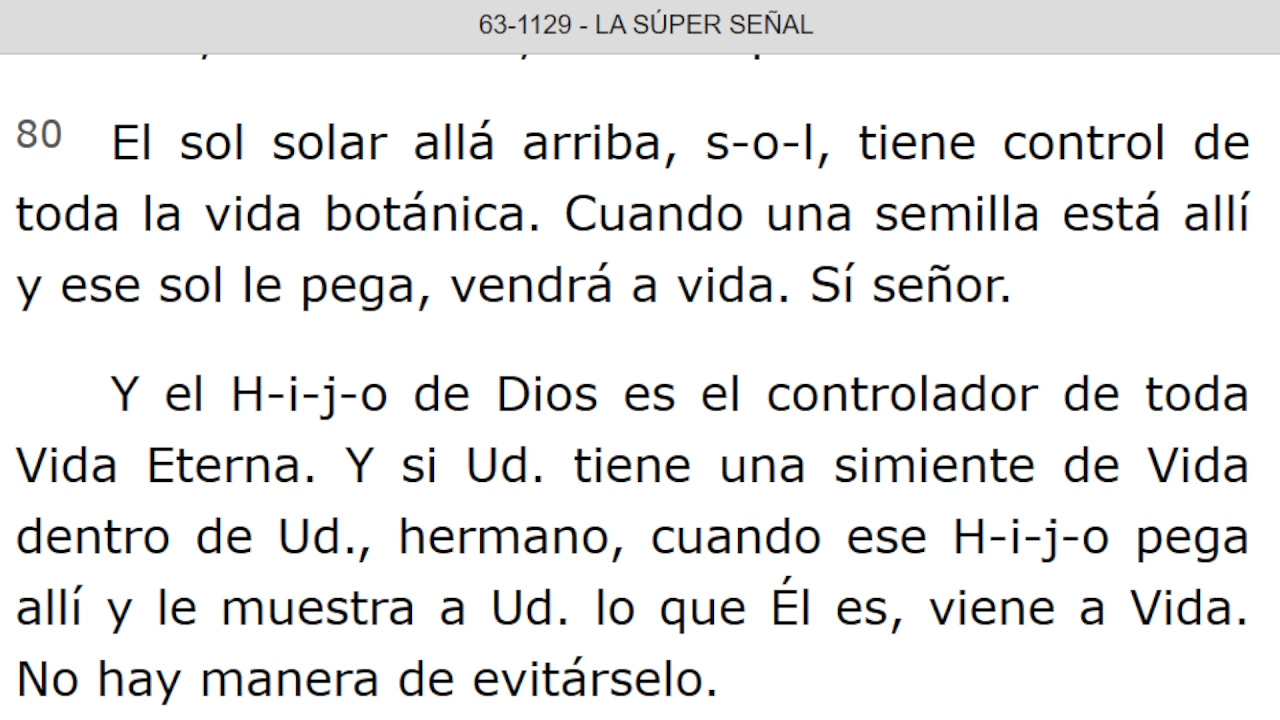 63-1129 - LA SÚPER SEÑAL
80 El sol solar allá arriba, s-o-l, tiene control de
toda la vida botánica. Cuando una semilla está allí
y ese sol le pega, vendrá a vida. Sí señor.
Y el H-i-j-o de Dios es el controlador de toda
Vida Eterna. Y si Ud. tiene una simiente de Vida
dentro de Ud., hermano, cuando ese H-i-j-o pega
allí y le muestra a Ud. lo que Él es, viene a Vida.
No hay manera de evitárselo.